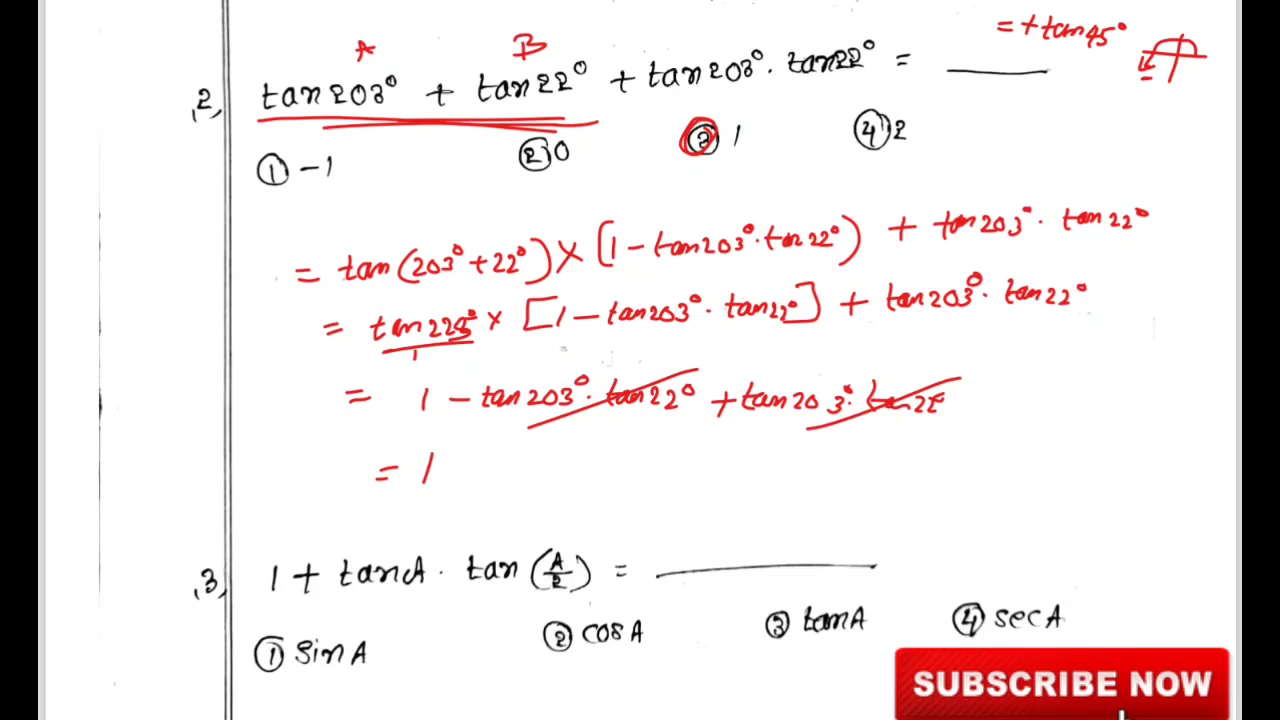 = + tan 45°
A B
,2, tan 203° + tan 22° + tan 203° · tan 22° = ____
① -1 ② 0 ③ 1 ④ 2
= tan (203° + 22°) × (1 - tan 203° · tan 22°) + tan 203° · tan 22°
= tan 225° × [1 - tan 203° · tan 22°] + tan 203° · tan 22°
1
= 1 - tan 203° · tan 22° + tan 203° · tan 22
= 1
,3, 1 + tan A · tan (A/2) = ____
① sin A ② cos A ③ tan A ④ sec A
SUBSCRIBE NOW